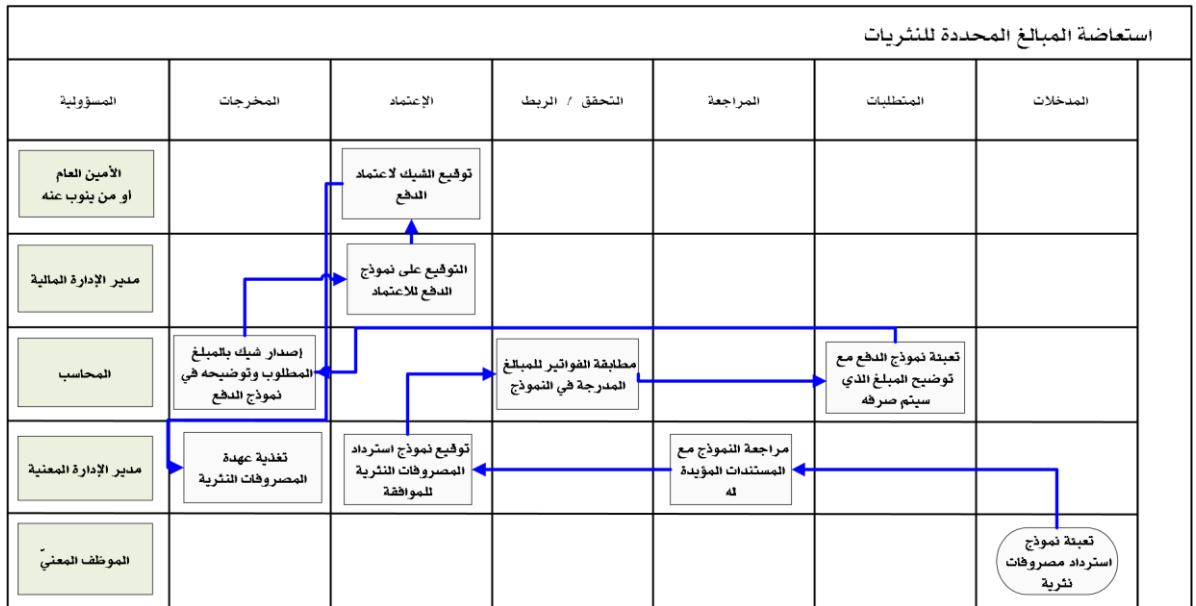 استعاضة المبالغ المحددة للنثريات
المدخلات
المتطلبات
المراجعة
التحقق / الربط
الإعتماد
المخرجات
المسؤولية
توقيع الشيك لاعتماد
الدفع
الأمين العام
او من ينوب عنه
التوقيع على نموذج
الدفع للاعتماد
مدير الإدارة المالية
تعبئة نموذج الدفع مع
توضيح المبلغ الذي
سيتم صرفه
مطابقة الفواتير للمبالغ
المدرجة في النموذج
إصدار شيك بالمبلغ
المطلوب وتوضيحه في
نموذج الدفع
المحاسب
مراجعة النموذج مع
المستندات المؤيدة
له
توقيع نموذج استرداد
المصروفات النثرية
للموافقة
تغذية عهدة
المصروفات النثرية
مدير الإدارة المعنية
تعبئة نموذج
استرداد مصروفات
نثرية
الموظف المعنيّ